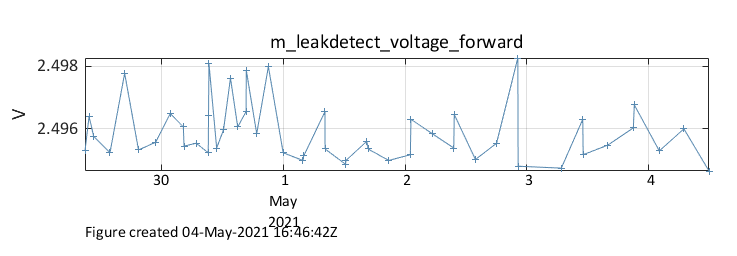 m_leakdetect_voltage_forward
2.498
2.496
V
30 1 2 3 4
May
2021
Figure created 04-May-2021 16:46:42Z